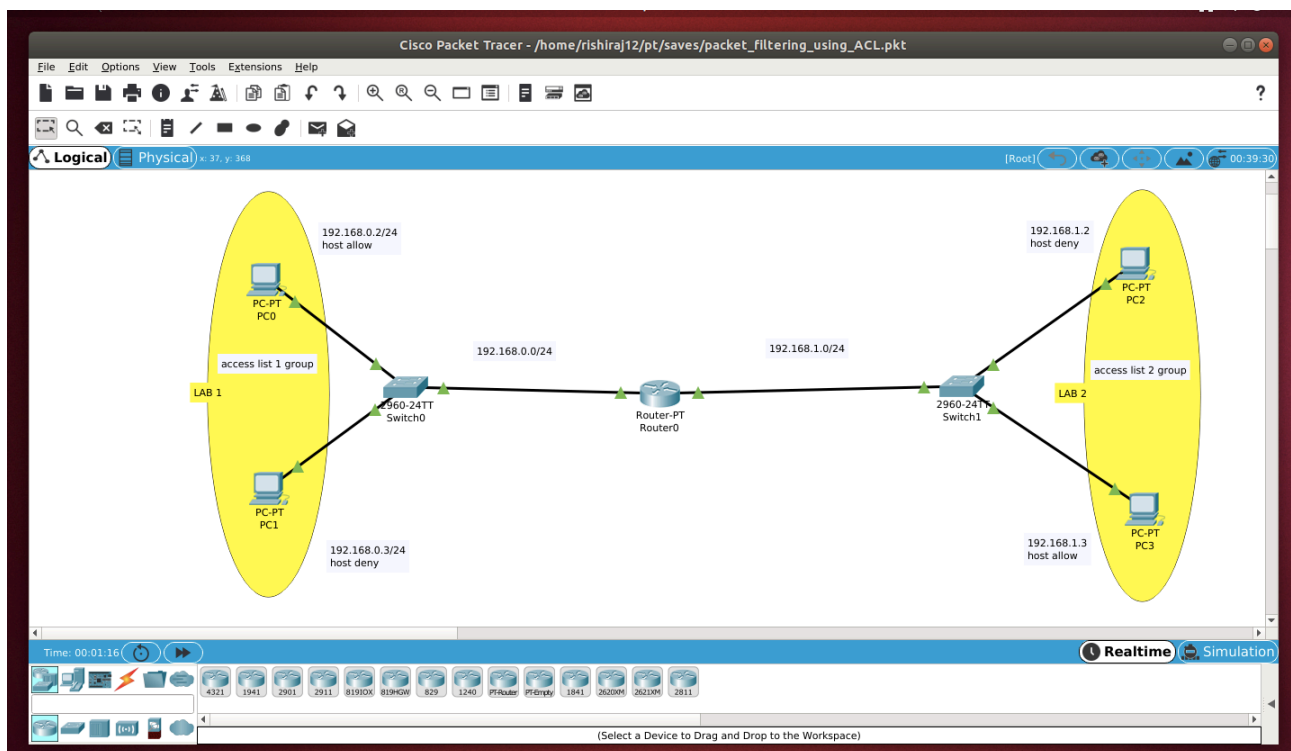 Cisco Packet Tracer - /home/rishiraj12/pt/saves/packet_filtering_using_ACL.pkt
File Edit Options View Tools Extensions Help
?
Logical Physical x: 37, y: 368 [Root] 00:39:30
192.168.0.2/24
host allow
192.168.1.2
host deny
PC-PT
PC0
PC-PT
PC2
192.168.0.0/24
192.168.1.0/24
access list 1 group
access list 2 group
LAB 1
LAB 2
2960-24TT
Switch0
Router-PT
Router0
2960-24TT
Switch1
PC-PT
PC1
PC-PT
PC3
192.168.0.3/24
host deny
192.168.1.3
host allow
Time: 00:01:16 Realtime Simulation
4321 1941 2901 2911 819IOX 819HGW 829 1240 PT-Router PT-Empty 1841 2620XM 2621XM 2811
(Select a Device to Drag and Drop to the Workspace)